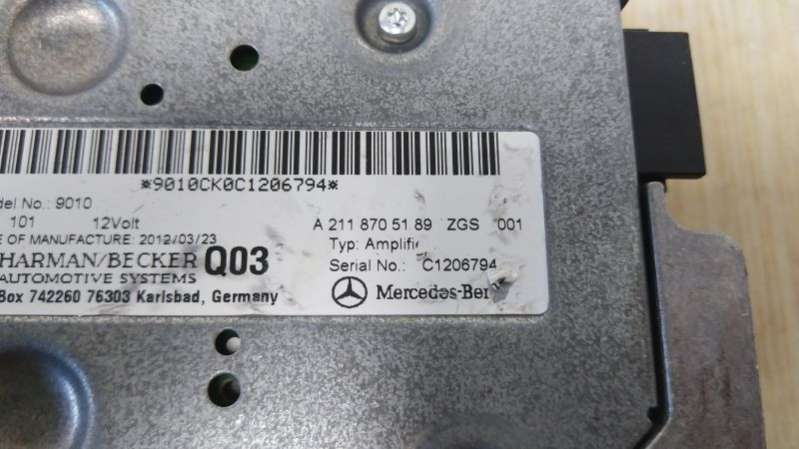 *9010CK0C1206794*
del No.: 9010
101 12Volt
E OF MANUFACTURE: 2012/03/23
HARMAN/BECKER Q03
AUTOMOTIVE SYSTEMS
Box 742260 76303 Karlsbad, Germany
A 211 870 51 89 ZGS 001
Typ: Amplifi
Serial No.: C1206794
Mercedes-Ben